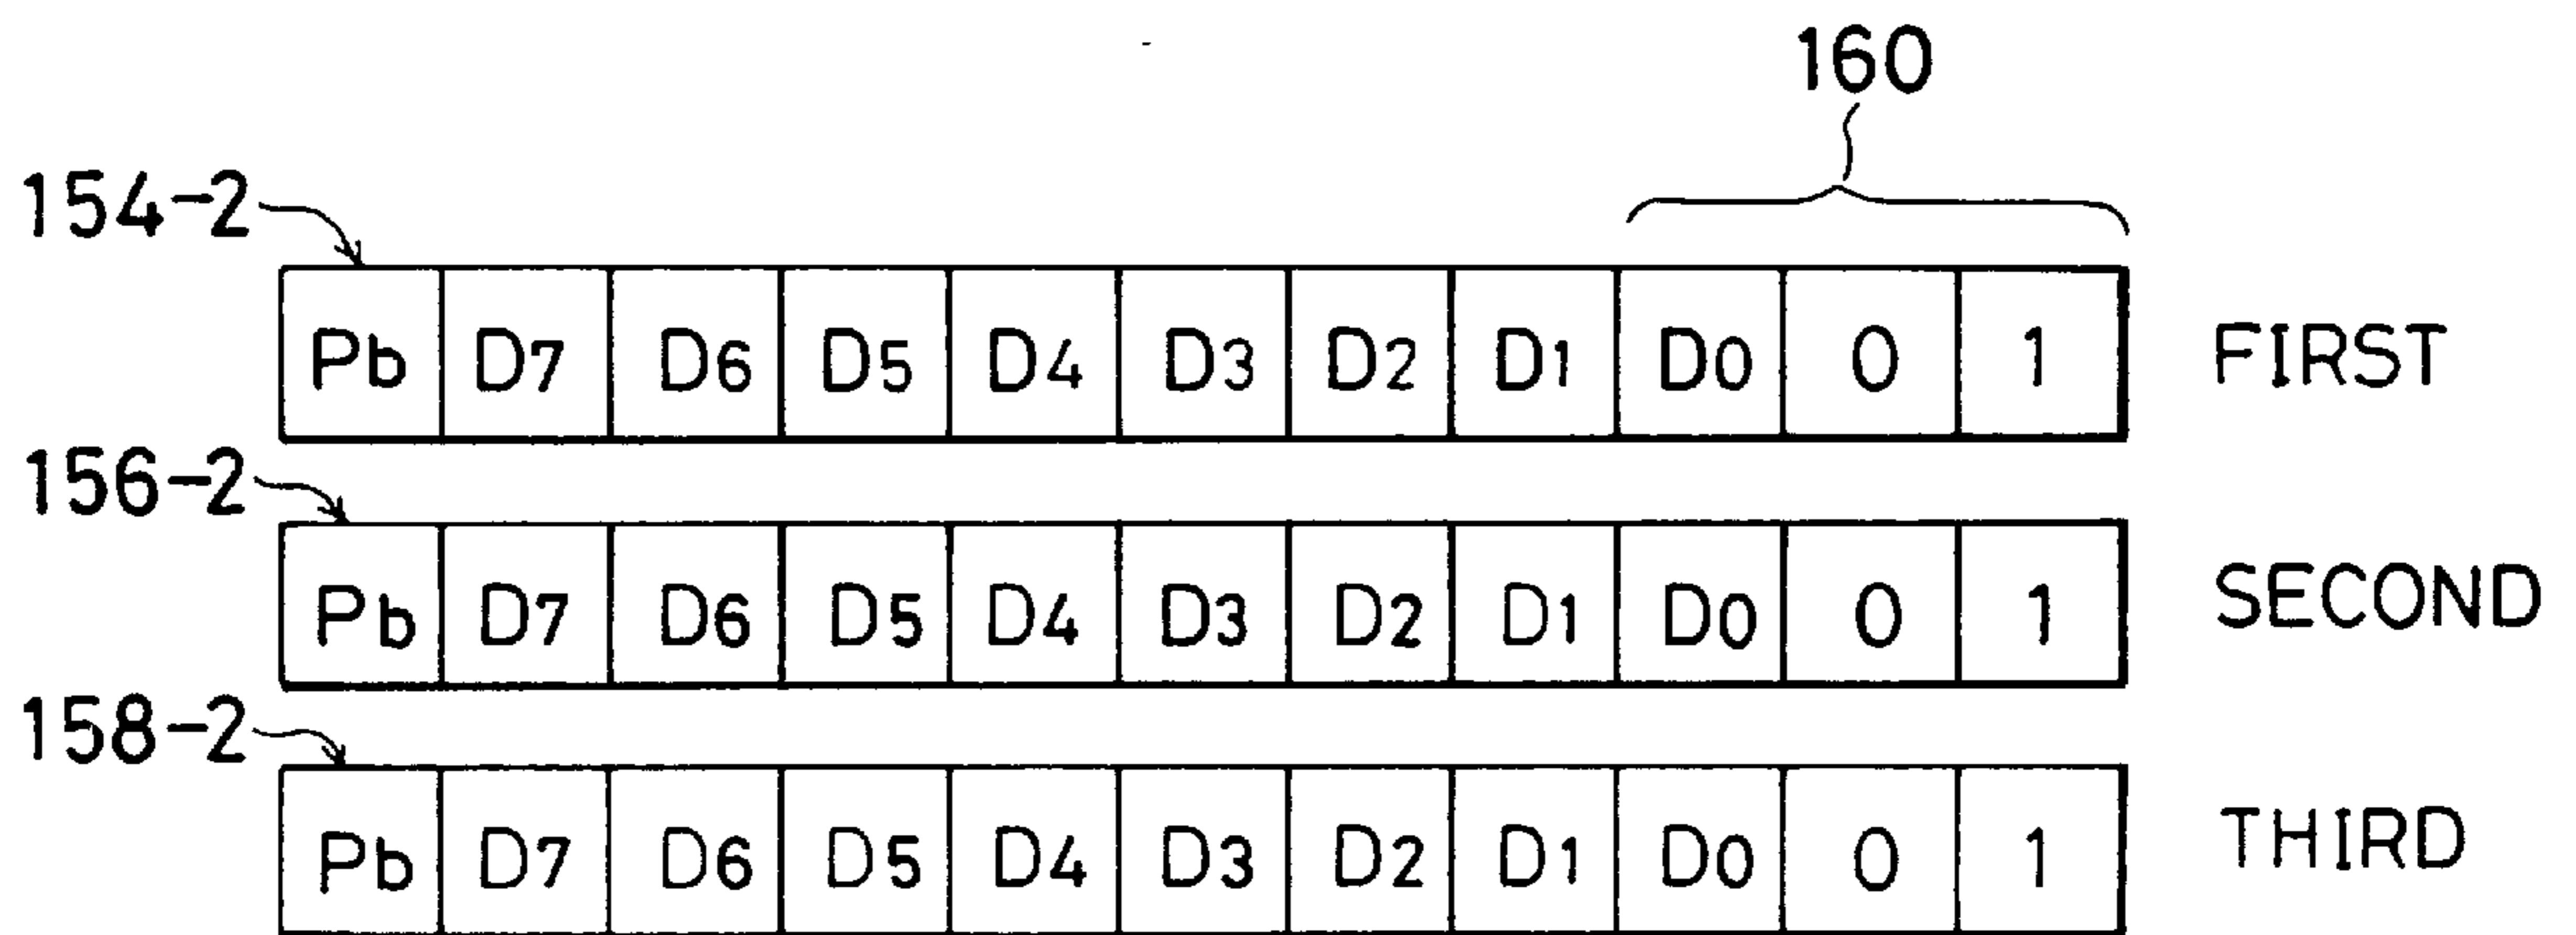 160
154-2
Pb D7 D6 D5 D4 D3 D2 D1 D0 0 1 FIRST
156-2
Pb D7 D6 D5 D4 D3 D2 D1 D0 0 1 SECOND
158-2
Pb D7 D6 D5 D4 D3 D2 D1 D0 0 1 THIRD